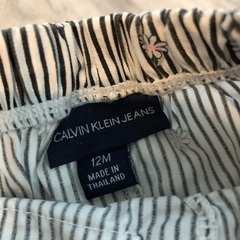 CALVIN KLEIN JEANS
12M
MADE IN
THAILAND